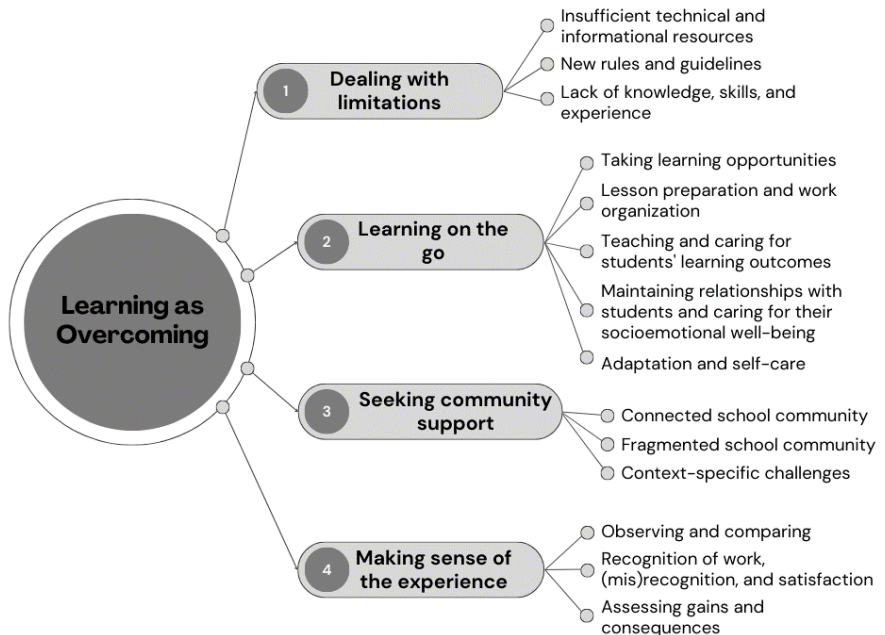 Learning as
Overcoming
1
Dealing with
limitations
Insufficient technical and
informational resources
New rules and guidelines
Lack of knowledge, skills, and
experience
2
Learning on the
go
Taking learning opportunities
Lesson preparation and work
organization
Teaching and caring for
students' learning outcomes
Maintaining relationships with
students and caring for their
socioemotional well-being
Adaptation and self-care
3
Seeking community
support
Connected school community
Fragmented school community
Context-specific challenges
4
Making sense of
the experience
Observing and comparing
Recognition of work,
(mis)recognition, and satisfaction
Assessing gains and
consequences